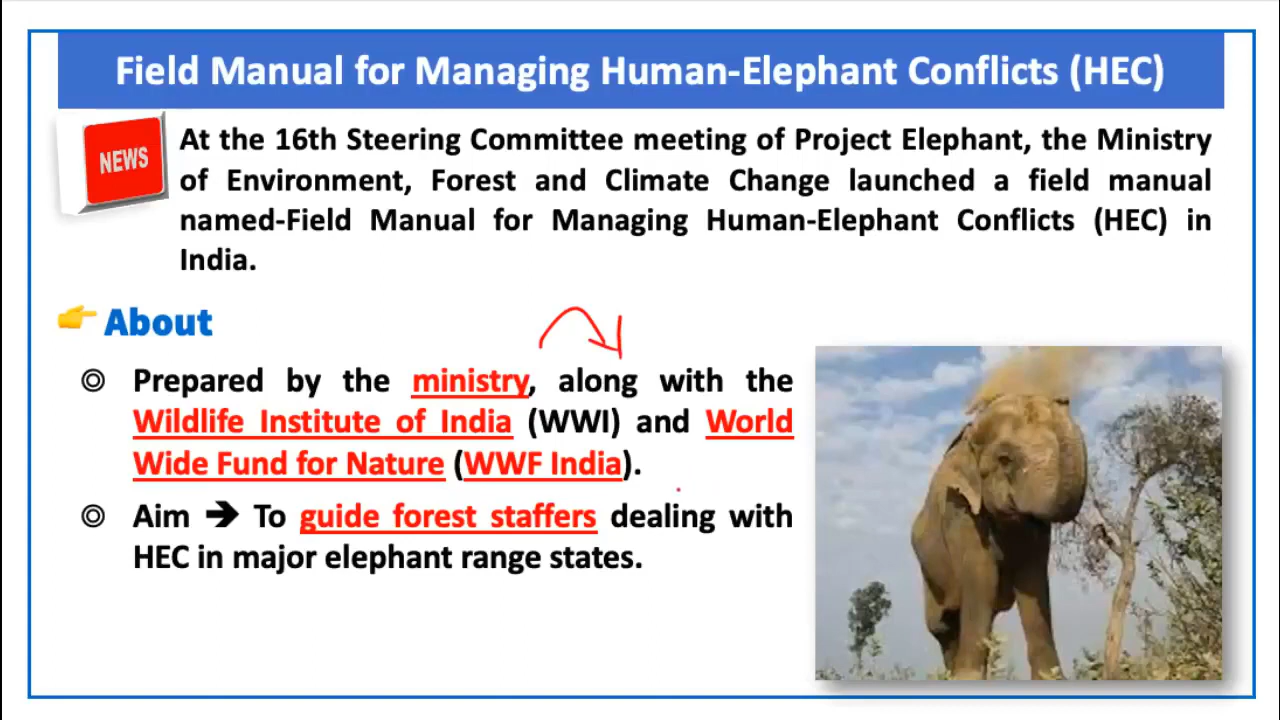 Field Manual for Managing Human-Elephant Conflicts (HEC)
NEWS
At the 16th Steering Committee meeting of Project Elephant, the Ministry
of Environment, Forest and Climate Change launched a field manual
named-Field Manual for Managing Human-Elephant Conflicts (HEC) in
India.
About
◎ Prepared by the ministry, along with the
Wildlife Institute of India (WWI) and World
Wide Fund for Nature (WWF India).
◎ Aim ➔ To guide forest staffers dealing with
HEC in major elephant range states.